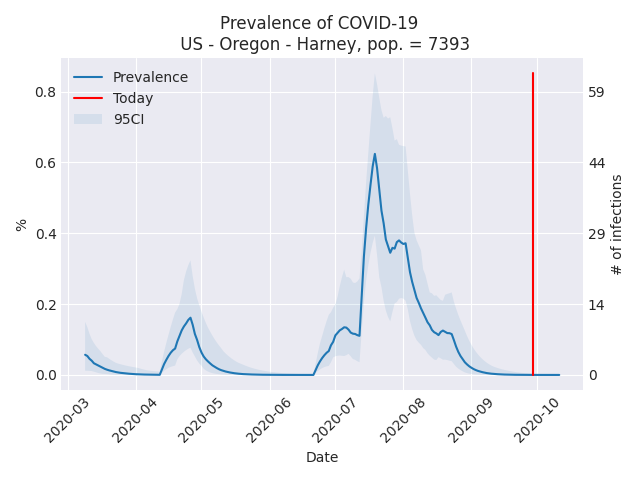 Prevalence of COVID-19
US - Oregon - Harney, pop. = 7393
Prevalence
Today
95CI
0.8
0.6
0.4
0.2
0.0
%
59
44
29
14
0
# of infections
2020-03
2020-04
2020-05
2020-06
2020-07
2020-08
2020-09
2020-10
Date